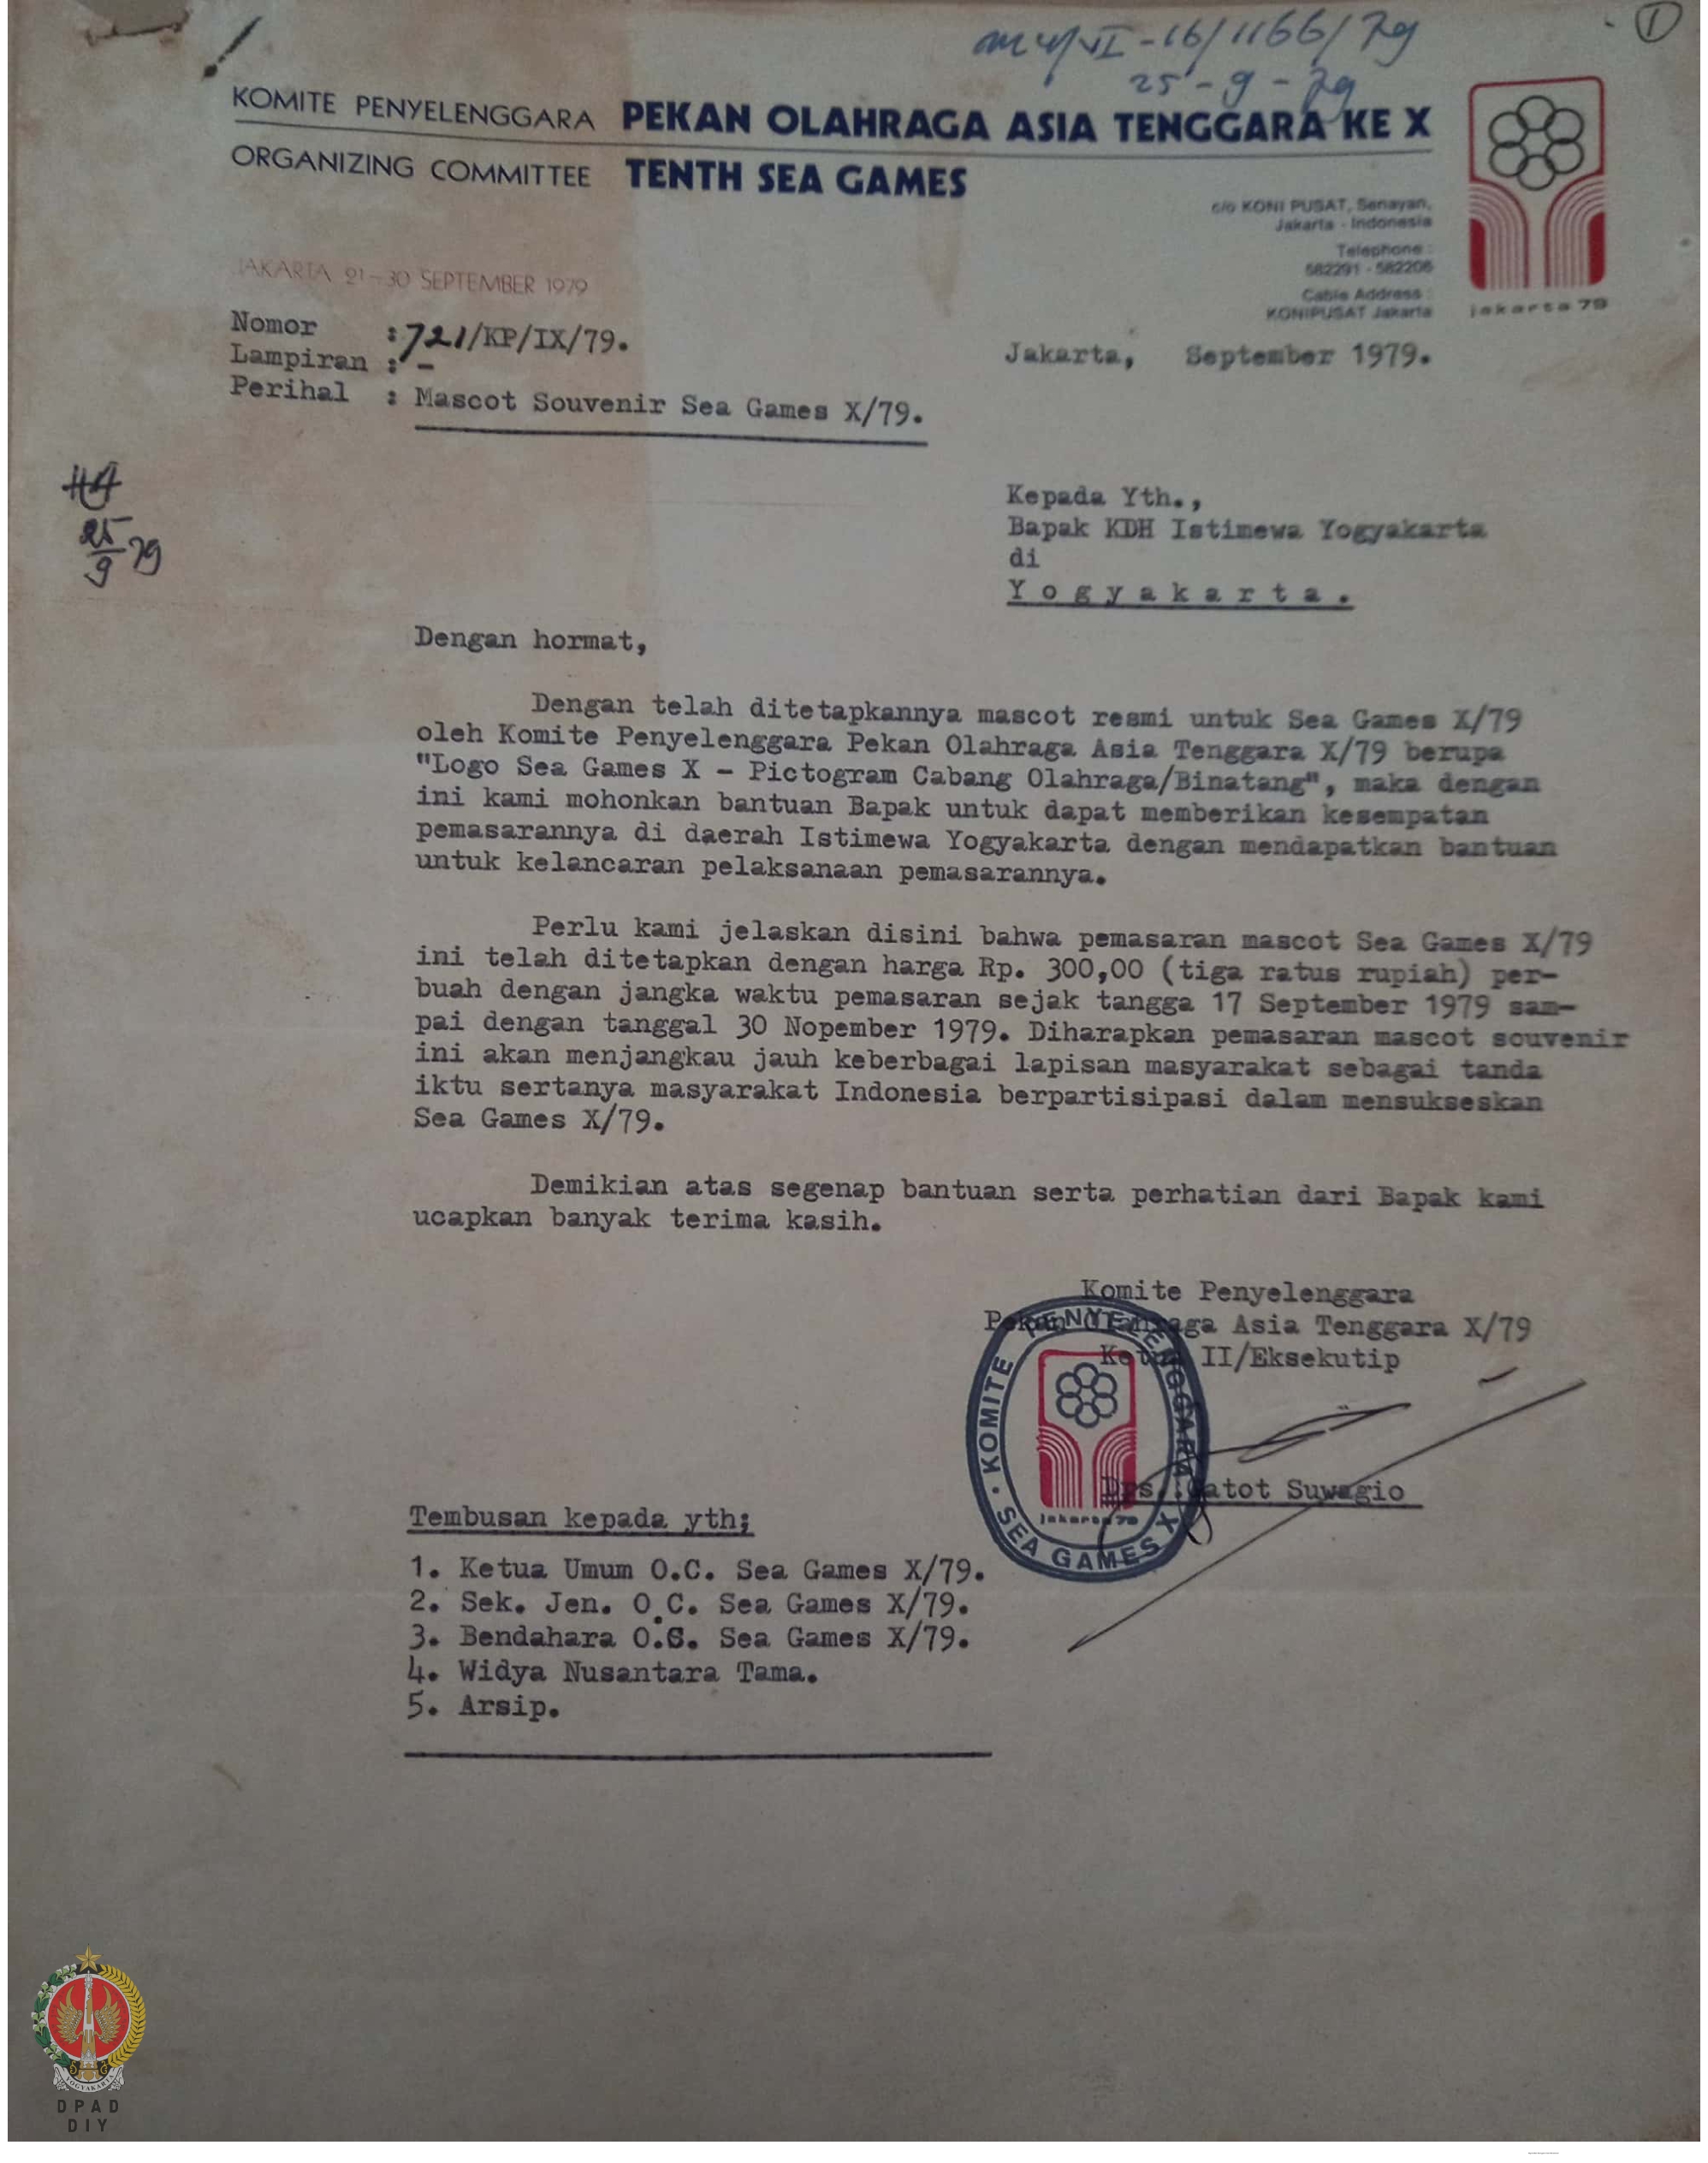 25-9-79
1
KOMITE PENYELENGGARA PEKAN OLAHRAGA ASIA TENGGARA KE X
ORGANIZING COMMITTEE TENTH SEA GAMES
c/o KONI PUSAT, Senayan,
Jakarta - Indonesia
Telephone :
582291 - 582206
Cable Address :
KONIPUSAT Jakarta
jakarta 79
JAKARTA 21-30 SEPTEMBER 1979
Nomor :721/KP/IX/79.
Lampiran : -
Perihal : Mascot Souvenir Sea Games X/79.
Jakarta, September 1979.
25/9 79
Kepada Yth.,
Bapak KDH Istimewa Yogyakarta
di
Yogyakarta.
Dengan hormat,
Dengan telah ditetapkannya mascot resmi untuk Sea Games X/79
oleh Komite Penyelenggara Pekan Olahraga Asia Tenggara X/79 berupa
"Logo Sea Games X - Pictogram Cabang Olahraga/Binatang", maka dengan
ini kami mohonkan bantuan Bapak untuk dapat memberikan kesempatan
pemasarannya di daerah Istimewa Yogyakarta dengan mendapatkan bantuan
untuk kelancaran pelaksanaan pemasarannya.
Perlu kami jelaskan disini bahwa pemasaran mascot Sea Games X/79
ini telah ditetapkan dengan harga Rp. 300,00 (tiga ratus rupiah) per-
buah dengan jangka waktu pemasaran sejak tangga 17 September 1979 sam-
pai dengan tanggal 30 Nopember 1979. Diharapkan pemasaran mascot souvenir
ini akan menjangkau jauh keberbagai lapisan masyarakat sebagai tanda
iktu sertanya masyarakat Indonesia berpartisipasi dalam mensukseskan
Sea Games X/79.
Demikian atas segenap bantuan serta perhatian dari Bapak kami
ucapkan banyak terima kasih.
Komite Penyelenggara
Pekan Olahraga Asia Tenggara X/79
Ketua II/Eksekutip
KOMITE PENYELENGGARA
SEA GAMES X
jakarta 79
Drs. Gatot Suwagio
Tembusan kepada yth;
1. Ketua Umum O.C. Sea Games X/79.
2. Sek. Jen. O.C. Sea Games X/79.
3. Bendahara O.C. Sea Games X/79.
4. Widya Nusantara Tama.
5. Arsip.
YOGYAKARTA
DPAD
DIY